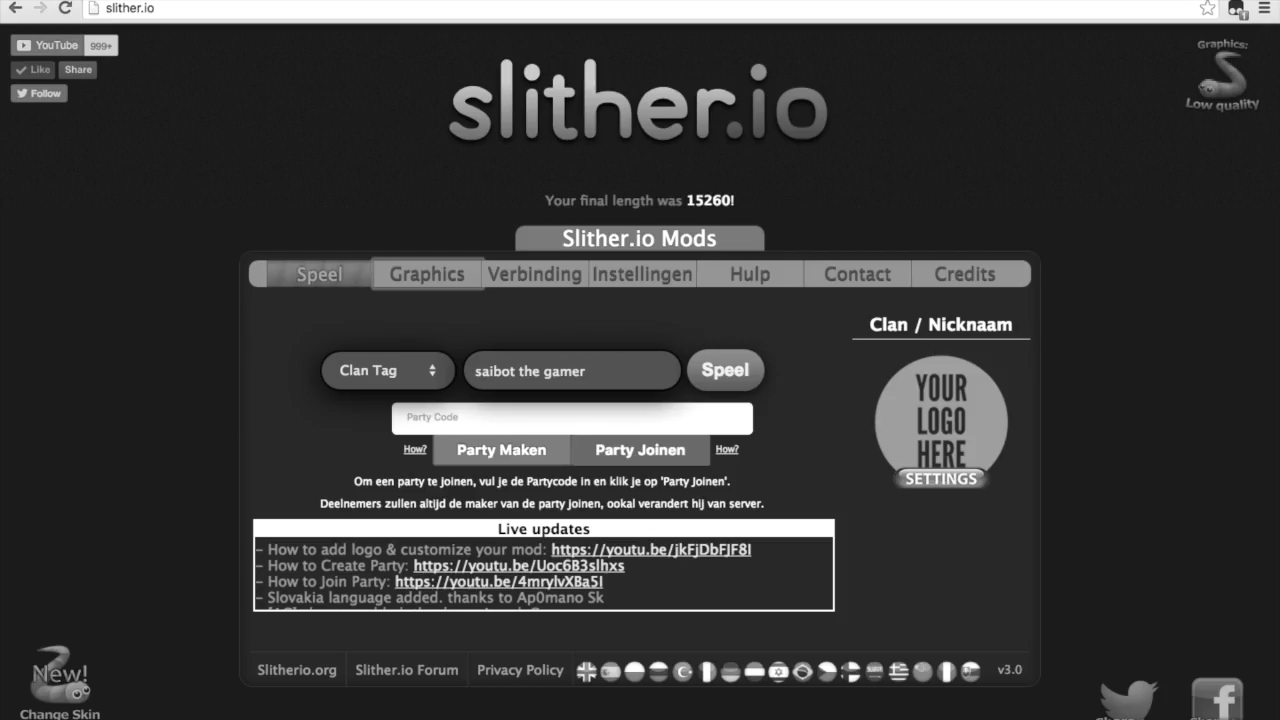 slither.io
YouTube 999+
Like Share
Follow
Graphics:
Low quality
slither.io
Your final length was 15260!
Slither.io Mods
Speel Graphics Verbinding Instellingen Hulp Contact Credits
Clan / Nicknaam
Clan Tag saibot the gamer Speel
YOUR
LOGO
HERE
SETTINGS
Party Code
How? Party Maken Party Joinen How?
Om een party te joinen, vul je de Partycode in en klik je op 'Party Joinen'.
Deelnemers zullen altijd de maker van de party joinen, ookal verandert hij van server.
Live updates
– How to add logo & customize your mod: https://youtu.be/jkFjDbFJF8I
– How to Create Party: https://youtu.be/Uoc6B3slhxs
– How to Join Party: https://youtu.be/4mrylvXBa5I
– Slovakia language added. thanks to Ap0mano Sk
Slitherio.org Slither.io Forum Privacy Policy v3.0
New!
Change Skin